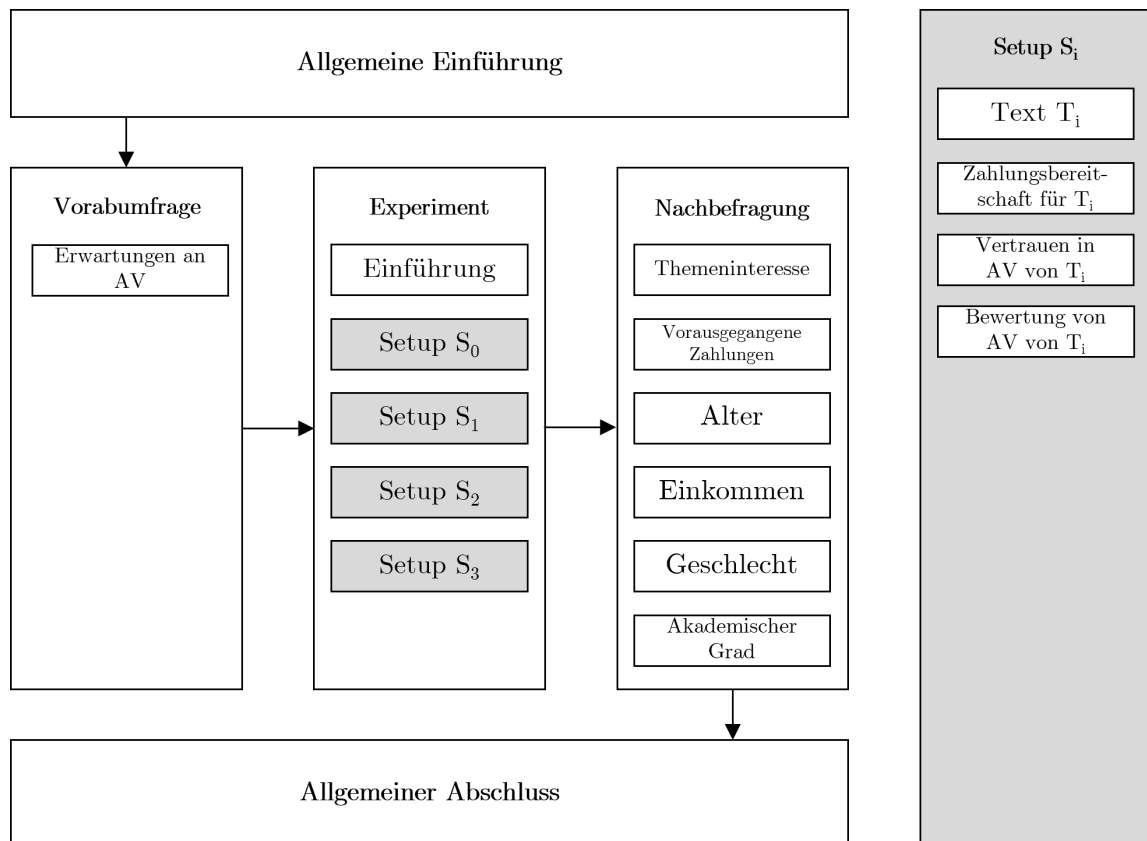 Allgemeine Einführung
Vorabumfrage
Erwartungen an
AV
Experiment
Einführung
Setup S₀
Setup S₁
Setup S₂
Setup S₃
Nachbefragung
Themeninteresse
Vorausgegangene
Zahlungen
Alter
Einkommen
Geschlecht
Akademischer
Grad
Allgemeiner Abschluss
Setup Sᵢ
Text Tᵢ
Zahlungsbereit-
schaft für Tᵢ
Vertrauen in
AV von Tᵢ
Bewertung von
AV von Tᵢ